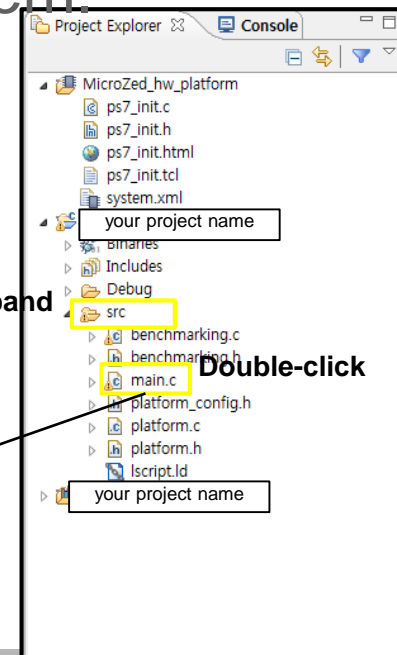 Project Explorer Console
MicroZed_hw_platform
ps7_init.c
ps7_init.h
ps7_init.html
ps7_init.tcl
system.xml
your project name
Binaries
Includes
Debug
src
benchmarking.c
benchmarking.h
Double-click
main.c
platform_config.h
platform.c
platform.h
lscript.ld
your project name